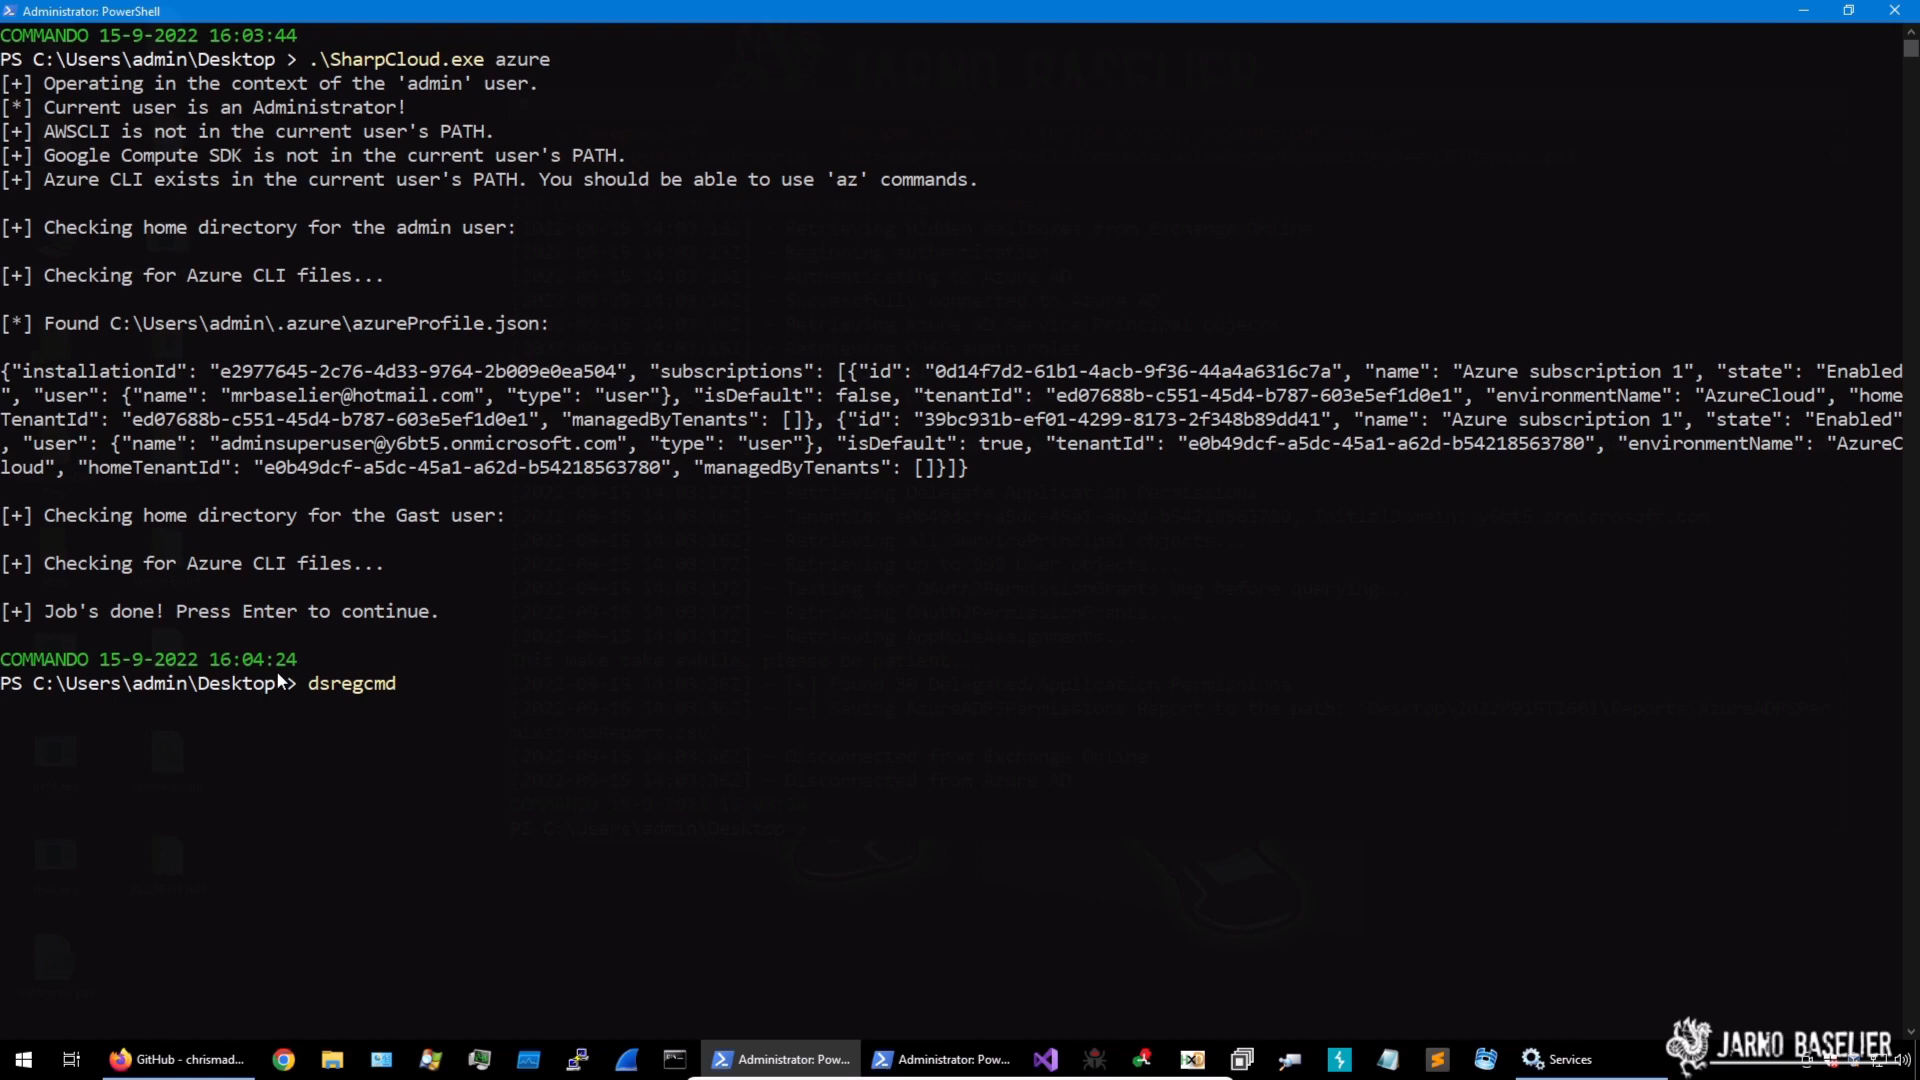 Administrator: PowerShell
COMMANDO 15-9-2022 16:03:44
PS C:\Users\admin\Desktop > .\SharpCloud.exe azure
[+] Operating in the context of the 'admin' user.
[*] Current user is an Administrator!
[+] AWSCLI is not in the current user's PATH.
[+] Google Compute SDK is not in the current user's PATH.
[+] Azure CLI exists in the current user's PATH. You should be able to use 'az' commands.
[+] Checking home directory for the admin user:
[+] Checking for Azure CLI files...
[*] Found C:\Users\admin\.azure\azureProfile.json:
{"installationId": "e2977645-2c76-4d33-9764-2b009e0ea504", "subscriptions": [{"id": "0d14f7d2-61b1-4acb-9f36-44a4a6316c7a", "name": "Azure subscription 1", "state": "Enabled
", "user": {"name": "mrbaselier@hotmail.com", "type": "user"}, "isDefault": false, "tenantId": "ed07688b-c551-45d4-b787-603e5ef1d0e1", "environmentName": "AzureCloud", "home
TenantId": "ed07688b-c551-45d4-b787-603e5ef1d0e1", "managedByTenants": []}, {"id": "39bc931b-ef01-4299-8173-2f348b89dd41", "name": "Azure subscription 1", "state": "Enabled"
, "user": {"name": "adminsuperuser@y6bt5.onmicrosoft.com", "type": "user"}, "isDefault": true, "tenantId": "e0b49dcf-a5dc-45a1-a62d-b54218563780", "environmentName": "AzureC
loud", "homeTenantId": "e0b49dcf-a5dc-45a1-a62d-b54218563780", "managedByTenants": []}]}
[+] Checking home directory for the Gast user:
[+] Checking for Azure CLI files...
[+] Job's done! Press Enter to continue.
COMMANDO 15-9-2022 16:04:24
PS C:\Users\admin\Desktop > dsregcmd
GitHub - chrismad...
Administrator: Pow...
Administrator: Pow...
Services
JARNO BASELIER